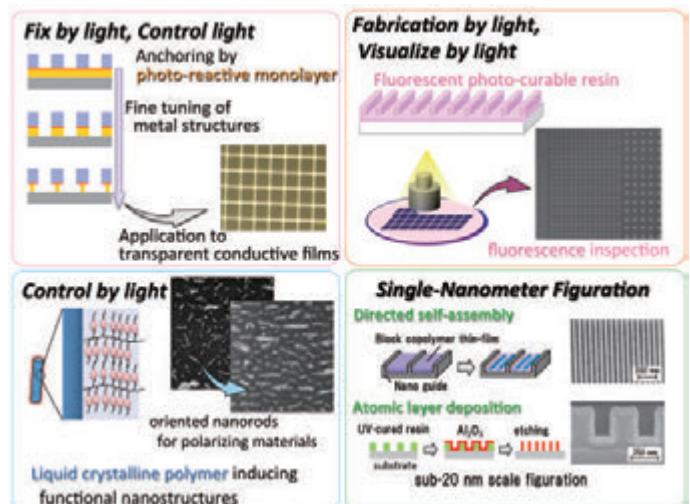 Fix by light, Control light
Anchoring by
photo-reactive monolayer
Fine tuning of
metal structures
Application to
transparent conductive films
Fabrication by light,
Visualize by light
Fluorescent photo-curable resin
fluorescence inspection
Control by light
oriented nanorods
for polarizing materials
Liquid crystalline polymer inducing
functional nanostructures
Single-Nanometer Figuration
Directed self-assembly
Block copolymer thin-film
Nano guide
Atomic layer deposition
UV-cured resin
Al₂O₃
etching
substrate
sub-20 nm scale figuration